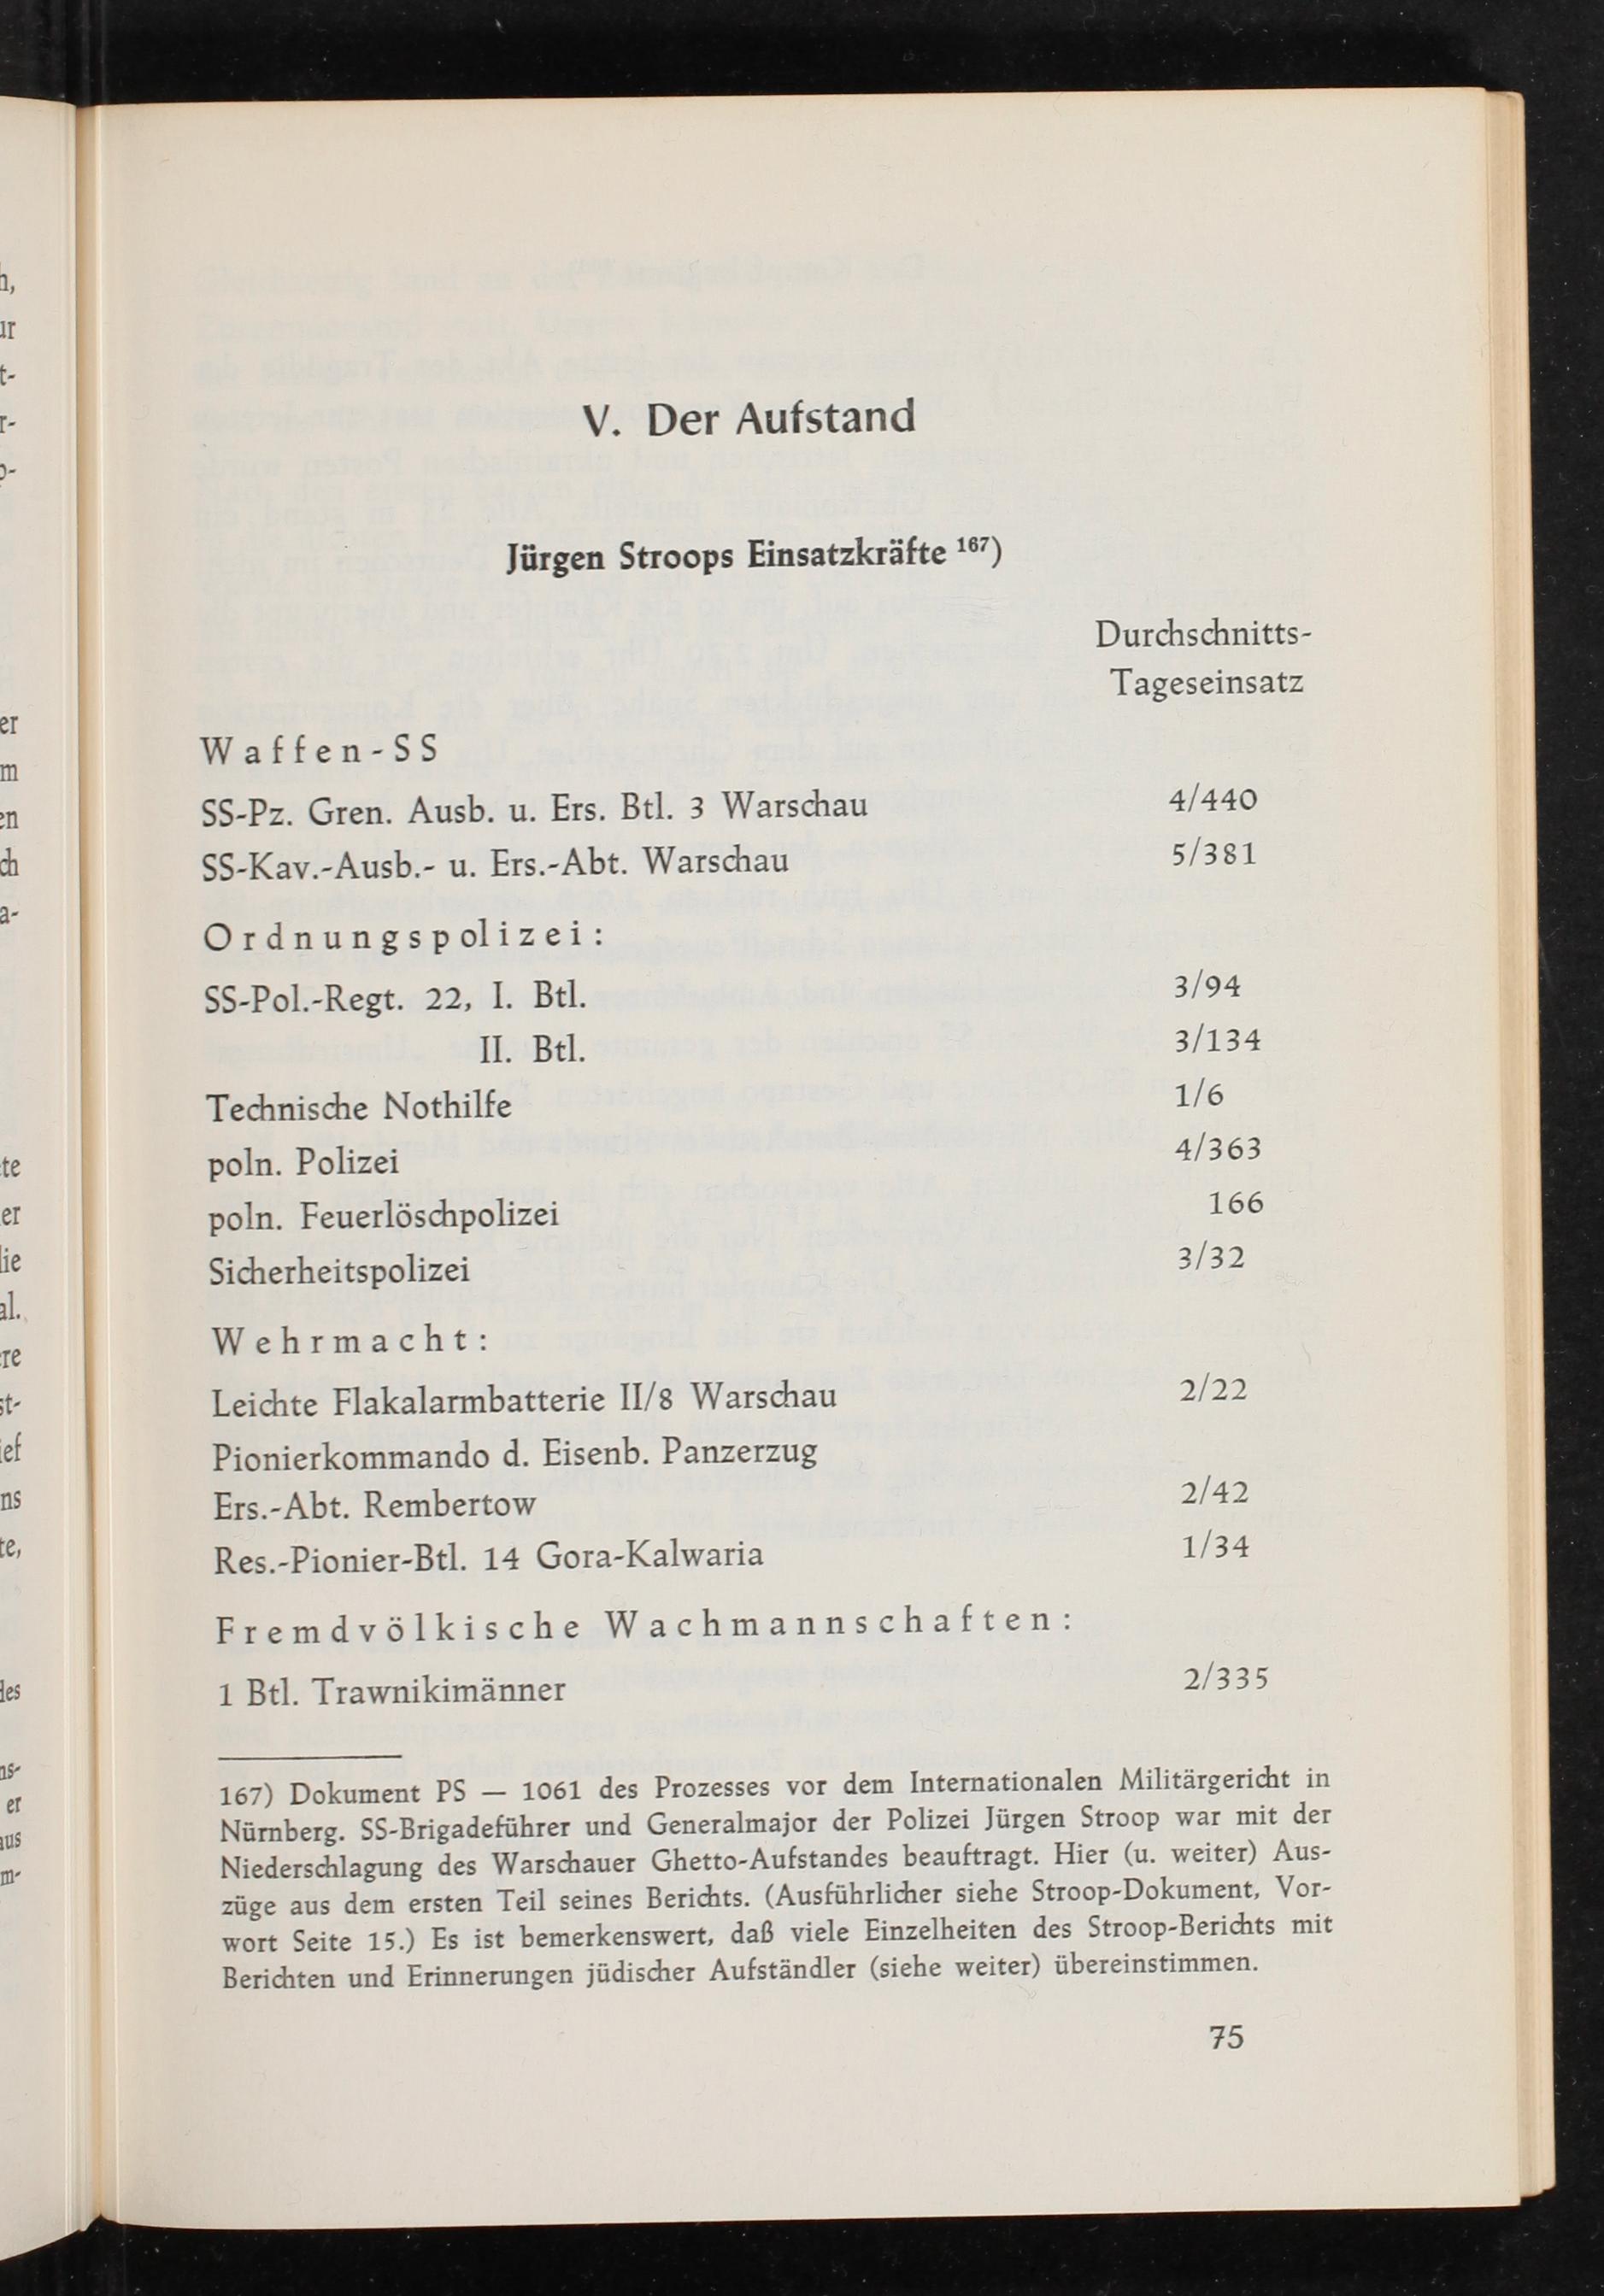 V. Der Aufstand
Jürgen Stroops Einsatzkräfte ¹⁶⁷)
Durchschnitts-
Tageseinsatz
Waffen-SS
SS-Pz. Gren. Ausb. u. Ers. Btl. 3 Warschau 4/440
SS-Kav.-Ausb.- u. Ers.-Abt. Warschau 5/381
Ordnungspolizei:
SS-Pol.-Regt. 22, I. Btl. 3/94
II. Btl. 3/134
Technische Nothilfe 1/6
poln. Polizei 4/363
poln. Feuerlöschpolizei 166
Sicherheitspolizei 3/32
Wehrmacht:
Leichte Flakalarmbatterie II/8 Warschau 2/22
Pionierkommando d. Eisenb. Panzerzug
Ers.-Abt. Rembertow 2/42
Res.-Pionier-Btl. 14 Gora-Kalwaria 1/34
Fremdvölkische Wachmannschaften:
1 Btl. Trawnikimänner 2/335
167) Dokument PS — 1061 des Prozesses vor dem Internationalen Militärgericht in
Nürnberg. SS-Brigadeführer und Generalmajor der Polizei Jürgen Stroop war mit der
Niederschlagung des Warschauer Ghetto-Aufstandes beauftragt. Hier (u. weiter) Aus-
züge aus dem ersten Teil seines Berichts. (Ausführlicher siehe Stroop-Dokument, Vor-
wort Seite 15.) Es ist bemerkenswert, daß viele Einzelheiten des Stroop-Berichts mit
Berichten und Erinnerungen jüdischer Aufständler (siehe weiter) übereinstimmen.
75